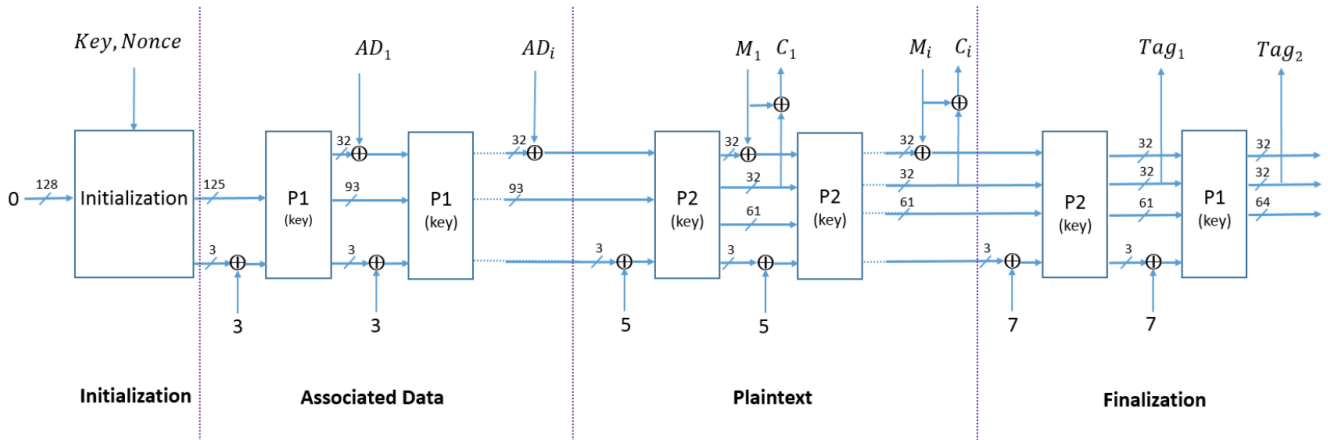 Key, Nonce
AD₁
ADᵢ
M₁ C₁
Mᵢ Cᵢ
Tag₁
Tag₂
32
32
32
32
32
32
0
128
Initialization
125
P1
(key)
93
P1
(key)
93
P2
(key)
32
61
P2
(key)
32
61
P2
(key)
32
61
P1
(key)
32
64
3
3
3
3
3
3
3
3
5
5
7
7
Initialization
Associated Data
Plaintext
Finalization